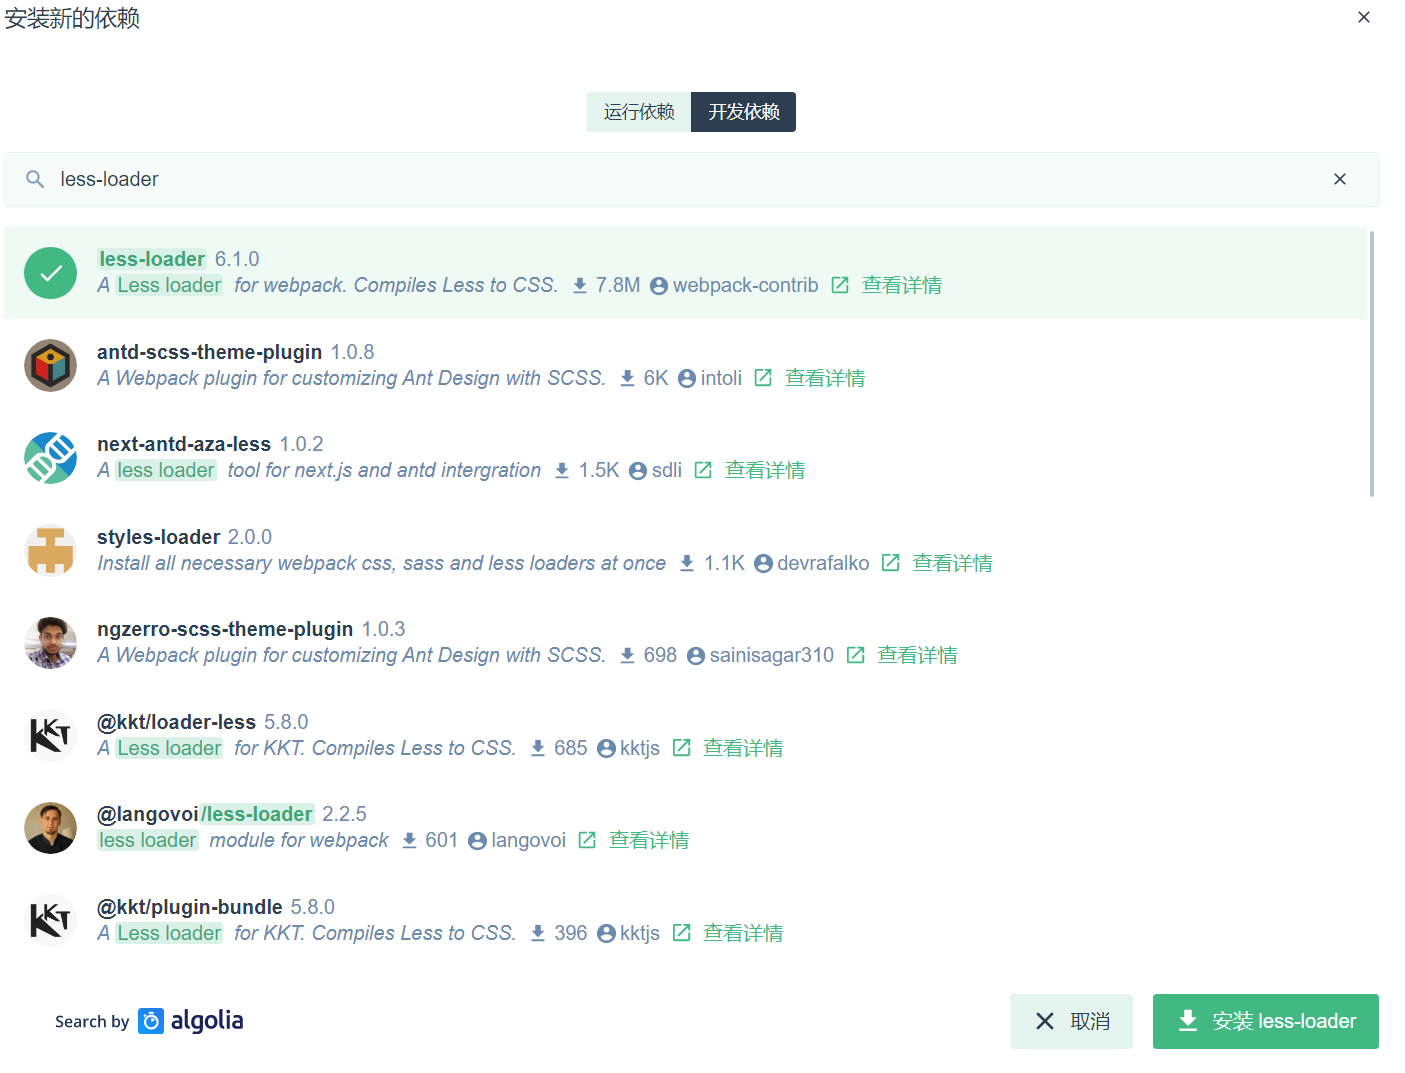 安装新的依赖
运行依赖 开发依赖
less-loader
less-loader 6.1.0
A Less loader for webpack. Compiles Less to CSS. 7.8M webpack-contrib 查看详情
antd-scss-theme-plugin 1.0.8
A Webpack plugin for customizing Ant Design with SCSS. 6K intoli 查看详情
next-antd-aza-less 1.0.2
A less loader tool for next.js and antd intergration 1.5K sdli 查看详情
styles-loader 2.0.0
Install all necessary webpack css, sass and less loaders at once 1.1K devrafalko 查看详情
ngzerro-scss-theme-plugin 1.0.3
A Webpack plugin for customizing Ant Design with SCSS. 698 sainisagar310 查看详情
KKT
@kkt/loader-less 5.8.0
A Less loader for KKT. Compiles Less to CSS. 685 kktjs 查看详情
@langovoi/less-loader 2.2.5
less loader module for webpack 601 langovoi 查看详情
KKT
@kkt/plugin-bundle 5.8.0
A Less loader for KKT. Compiles Less to CSS. 396 kktjs 查看详情
Search by algolia
取消 安装 less-loader